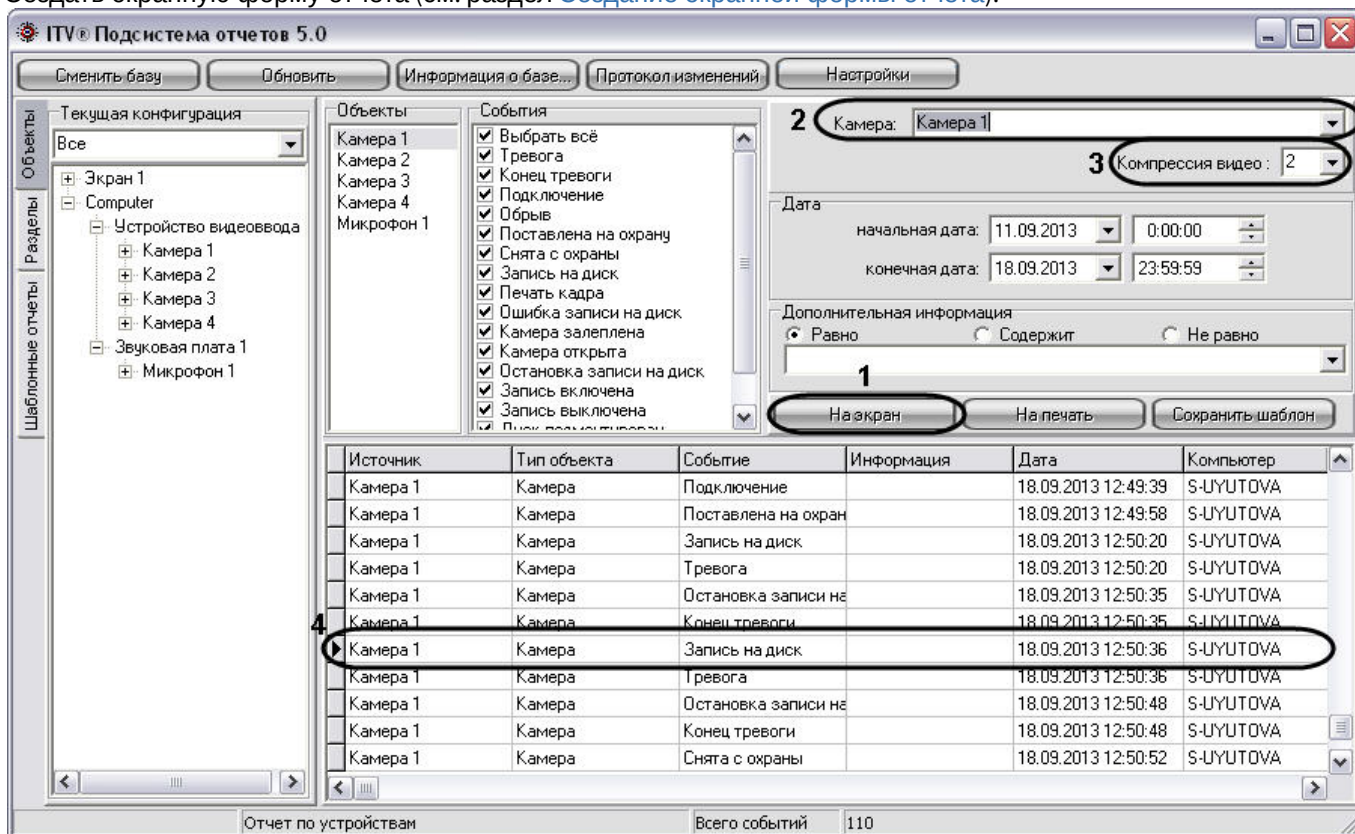 Создать экранную форму отчета (см. раздел Создание экранной формы отчета).
ITV® Подсистема отчетов 5.0
Сменить базу Обновить Информация о базе... Протокол изменений Настройки
Объекты
Разделы
Шаблонные отчеты
Текущая конфигурация
Все
Экран 1
Computer
Устройство видеоввода
Камера 1
Камера 2
Камера 3
Камера 4
Звуковая плата 1
Микрофон 1
Объекты
Камера 1
Камера 2
Камера 3
Камера 4
Микрофон 1
События
Выбрать всё
Тревога
Конец тревоги
Подключение
Обрыв
Поставлена на охрану
Снята с охраны
Запись на диск
Печать кадра
Ошибка записи на диск
Камера залеплена
Камера открыта
Остановка записи на диск
Запись включена
Запись выключена
2 Камера: Камера 1
3 Компрессия видео : 2
Дата
начальная дата: 11.09.2013 0:00:00
конечная дата: 18.09.2013 23:59:59
Дополнительная информация
Равно Содержит Не равно
1
На экран На печать Сохранить шаблон
Источник Тип объекта Событие Информация Дата Компьютер
Камера 1 Камера Подключение 18.09.2013 12:49:39 S-UYUTOVA
Камера 1 Камера Поставлена на охран 18.09.2013 12:49:58 S-UYUTOVA
Камера 1 Камера Запись на диск 18.09.2013 12:50:20 S-UYUTOVA
Камера 1 Камера Тревога 18.09.2013 12:50:20 S-UYUTOVA
Камера 1 Камера Остановка записи на 18.09.2013 12:50:35 S-UYUTOVA
Камера 1 Камера Конец тревоги 18.09.2013 12:50:35 S-UYUTOVA
4
Камера 1 Камера Запись на диск 18.09.2013 12:50:36 S-UYUTOVA
Камера 1 Камера Тревога 18.09.2013 12:50:36 S-UYUTOVA
Камера 1 Камера Остановка записи на 18.09.2013 12:50:48 S-UYUTOVA
Камера 1 Камера Конец тревоги 18.09.2013 12:50:48 S-UYUTOVA
Камера 1 Камера Снята с охраны 18.09.2013 12:50:52 S-UYUTOVA
Отчет по устройствам Всего событий 110